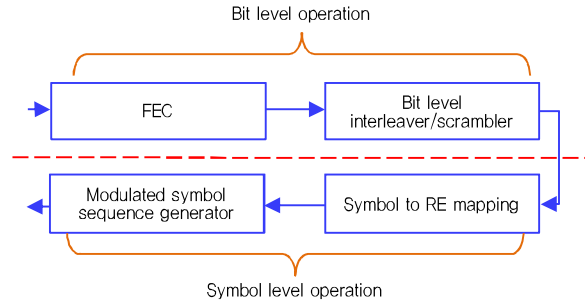 Bit level operation
FEC
Bit level
interleaver/scrambler
Modulated symbol
sequence generator
Symbol to RE mapping
Symbol level operation